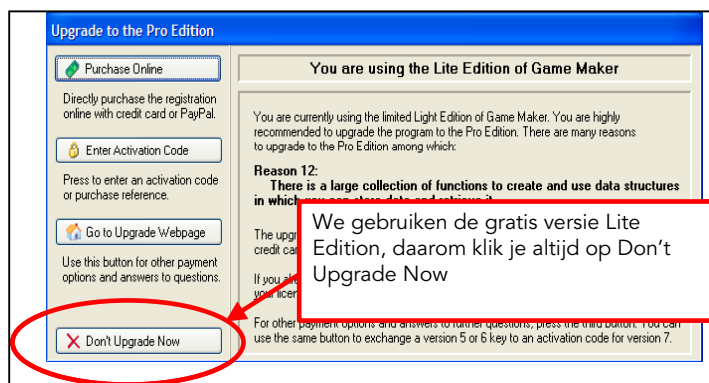 Upgrade to the Pro Edition
Purchase Online
Directly purchase the registration
online with credit card or PayPal.
Enter Activation Code
Press to enter an activation code
or purchase reference.
Go to Upgrade Webpage
Use this button for other payment
options and answers to questions.
Don't Upgrade Now
You are using the Lite Edition of Game Maker
You are currently using the limited Light Edition of Game Maker. You are highly
recommended to upgrade the program to the Pro Edition. There are many reasons
to upgrade to the Pro Edition among which:
Reason 12:
There is a large collection of functions to create and use data structures
in which you can store data and retrieve it
We gebruiken de gratis versie Lite
Edition, daarom klik je altijd op Don't
Upgrade Now
The
credit
If you
your
For other payment options and answers to further questions, press the third button. You can
use the same button to exchange a version 5 or 6 key to an activation code for version 7.